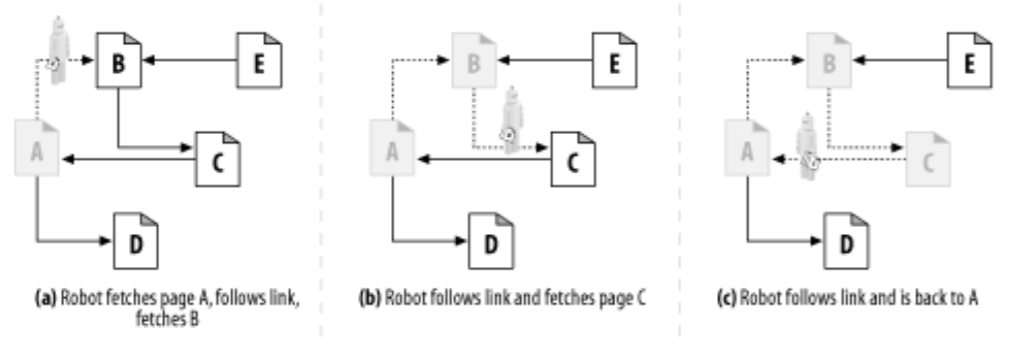 B
E
A
C
D
(a) Robot fetches page A, follows link,
fetches B
B
E
A
C
D
(b) Robot follows link and fetches page C
B
E
A
C
D
(c) Robot follows link and is back to A